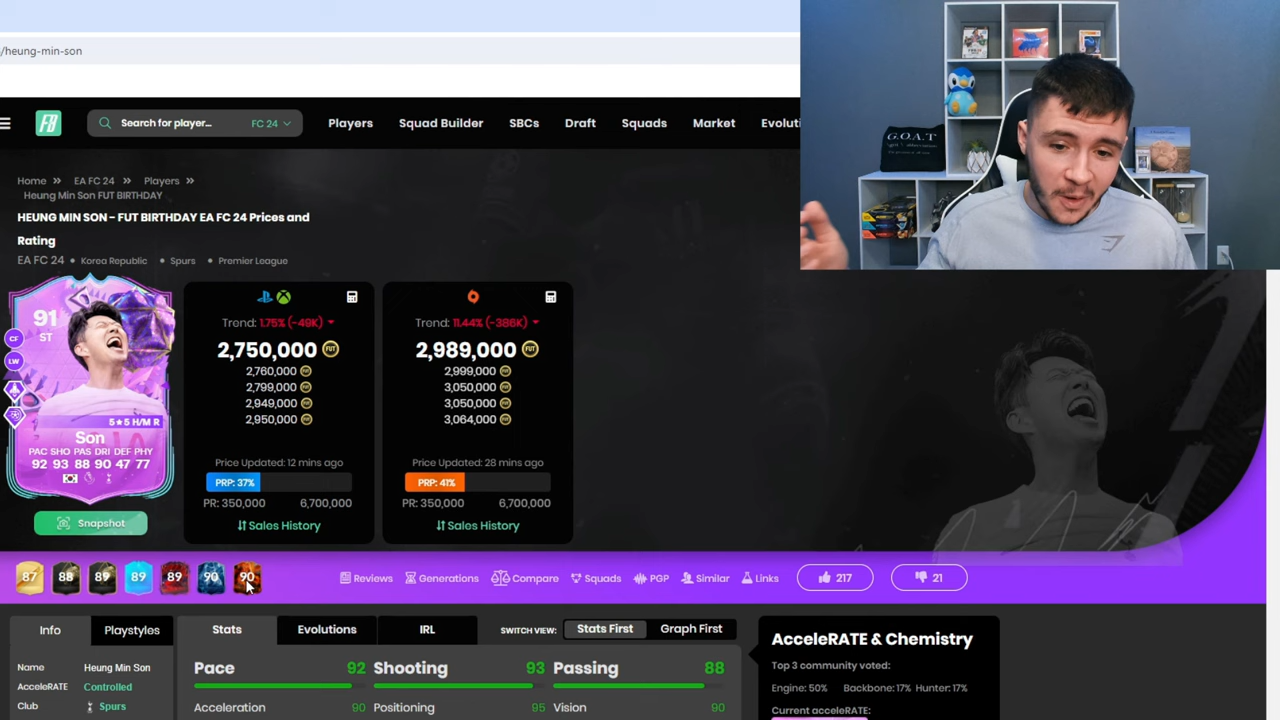 /heung-min-son
FB
Search for player...
FC 24
Players
Squad Builder
SBCs
Draft
Squads
Market
Evoluti
Home » EA FC 24 » Players »
Heung Min Son FUT BIRTHDAY
HEUNG MIN SON - FUT BIRTHDAY EA FC 24 Prices and
Rating
EA FC 24 • Korea Republic • Spurs • Premier League
91
ST
CF
LW
5★5 H/M R
Son
PAC SHO PAS DRI DEF PHY
92 93 88 90 47 77
Snapshot
Trend: 1.75% (-49K)
2,750,000
2,760,000
2,799,000
2,949,000
2,950,000
Price Updated: 12 mins ago
PRP: 37%
PR: 350,000
6,700,000
Sales History
Trend: 11.44% (-386K)
2,989,000
2,999,000
3,050,000
3,050,000
3,064,000
Price Updated: 28 mins ago
PRP: 41%
PR: 350,000
6,700,000
Sales History
G.O.A.T
87
88
89
89
89
90
90
Reviews
Generations
Compare
Squads
PGP
Similar
Links
217
21
Info
Playstyles
Stats
Evolutions
IRL
SWITCH VIEW:
Stats First
Graph First
Name
Heung Min Son
AcceleRATE
Controlled
Club
Spurs
Pace 92
Acceleration 90
Shooting 93
Positioning 95
Passing 88
Vision 90
AcceleRATE & Chemistry
Top 3 community voted:
Engine: 50% Backbone: 17% Hunter: 17%
Current acceleRATE: